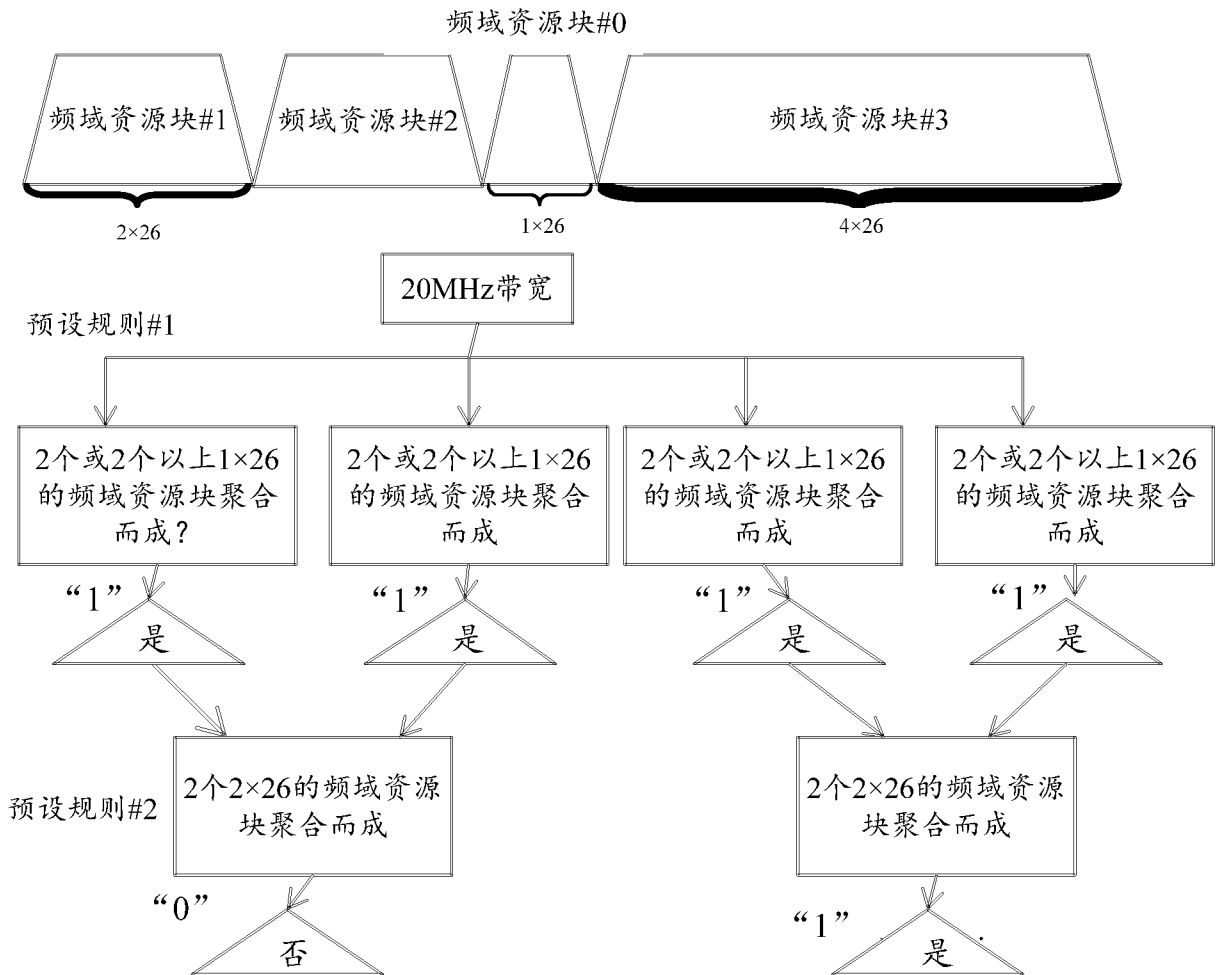 频域资源块#0
频域资源块#1
频域资源块#2
频域资源块#3
2×26
1×26
4×26
20MHz带宽
预设规则#1
2个或2个以上1×26
的频域资源块聚合
而成?
2个或2个以上1×26
的频域资源块聚合
而成
2个或2个以上1×26
的频域资源块聚合
而成
2个或2个以上1×26
的频域资源块聚合
而成
“1”
是
“1”
是
“1”
是
“1”
是
预设规则#2
2个2×26的频域资源
块聚合而成
2个2×26的频域资源
块聚合而成
“0”
否
“1”
是